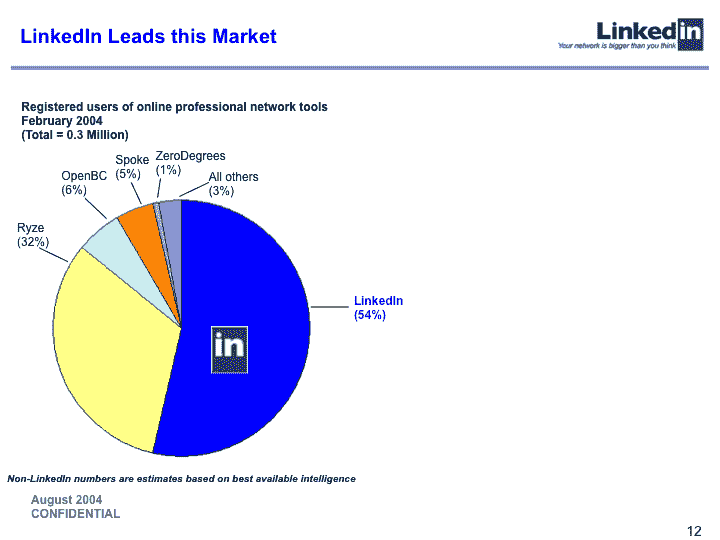 LinkedIn Leads this Market
Linkedin
Your network is bigger than you think
Registered users of online professional network tools
February 2004
(Total = 0.3 Million)
ZeroDegrees
(1%)
Spoke
(5%)
OpenBC
(6%)
All others
(3%)
Ryze
(32%)
LinkedIn
(54%)
in
Non-LinkedIn numbers are estimates based on best available intelligence
August 2004
CONFIDENTIAL
12